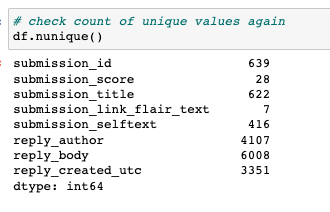 # check count of unique values again
df.nunique()
submission_id 639
submission_score 28
submission_title 622
submission_link_flair_text 7
submission_selftext 416
reply_author 4107
reply_body 6008
reply_created_utc 3351
dtype: int64